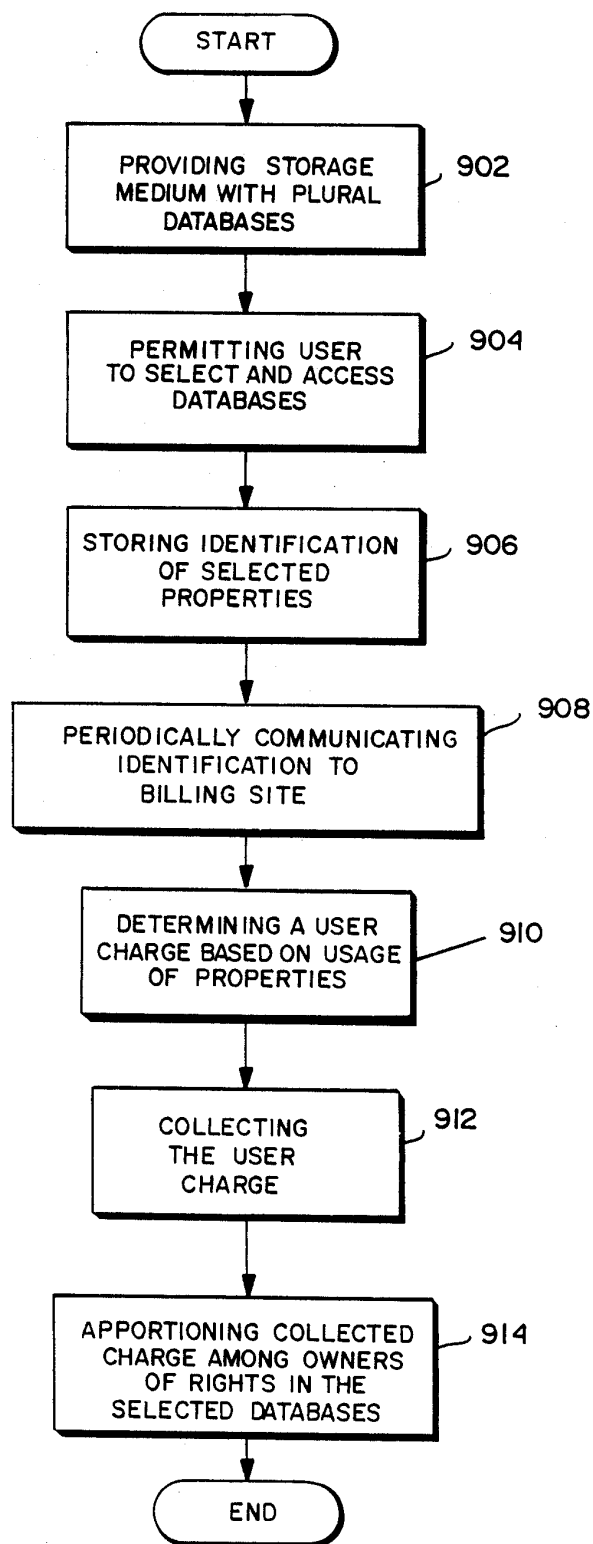 START
PROVIDING STORAGE
MEDIUM WITH PLURAL
DATABASES
902
PERMITTING USER
TO SELECT AND ACCESS
DATABASES
904
STORING IDENTIFICATION
OF SELECTED
PROPERTIES
906
PERIODICALLY COMMUNICATING
IDENTIFICATION TO
BILLING SITE
908
DETERMINING A USER
CHARGE BASED ON USAGE
OF PROPERTIES
910
COLLECTING
THE USER
CHARGE
912
APPORTIONING COLLECTED
CHARGE AMONG OWNERS
OF RIGHTS IN THE
SELECTED DATABASES
914
END